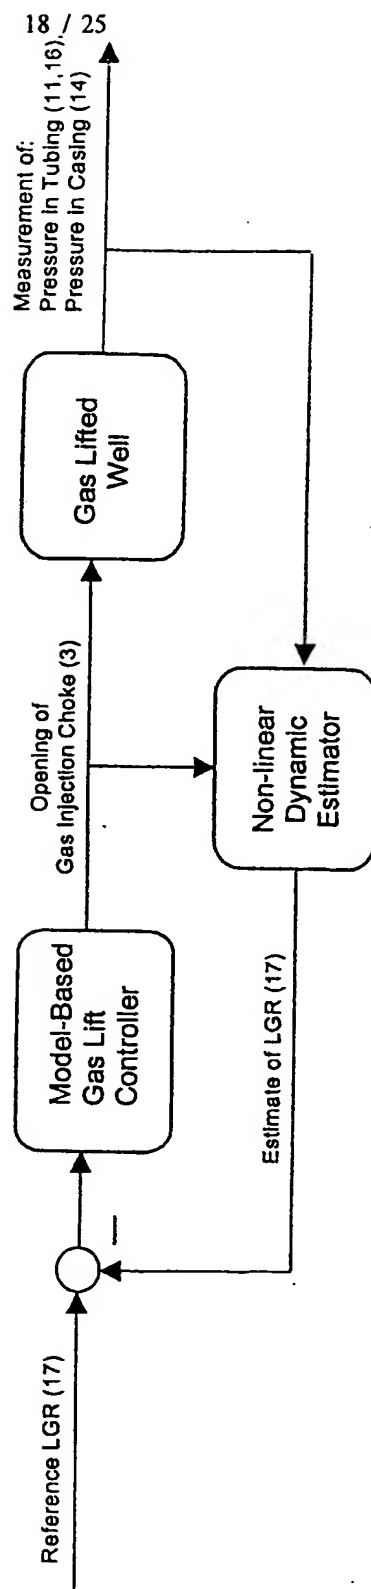 18 / 25
Reference LGR (17)
Model-Based
Gas Lift
Controller
Opening of
Gas Injection Choke (3)
Gas Lifted
Well
Measurement of:
Pressure in Tubing (11,16),
Pressure in Casing (14)
Non-linear
Dynamic
Estimator
Estimate of LGR (17)